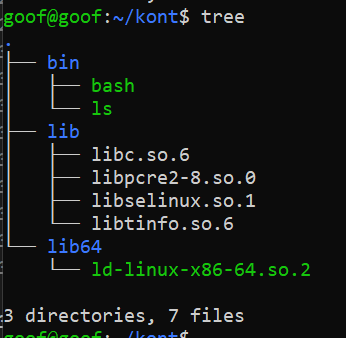 goof@goof:~/kont$ tree
.
├── bin
│   ├── bash
│   └── ls
├── lib
│   ├── libc.so.6
│   ├── libpcre2-8.so.0
│   ├── libselinux.so.1
│   └── libtinfo.so.6
└── lib64
    └── ld-linux-x86-64.so.2
3 directories, 7 files
goof@goof:~/kont$